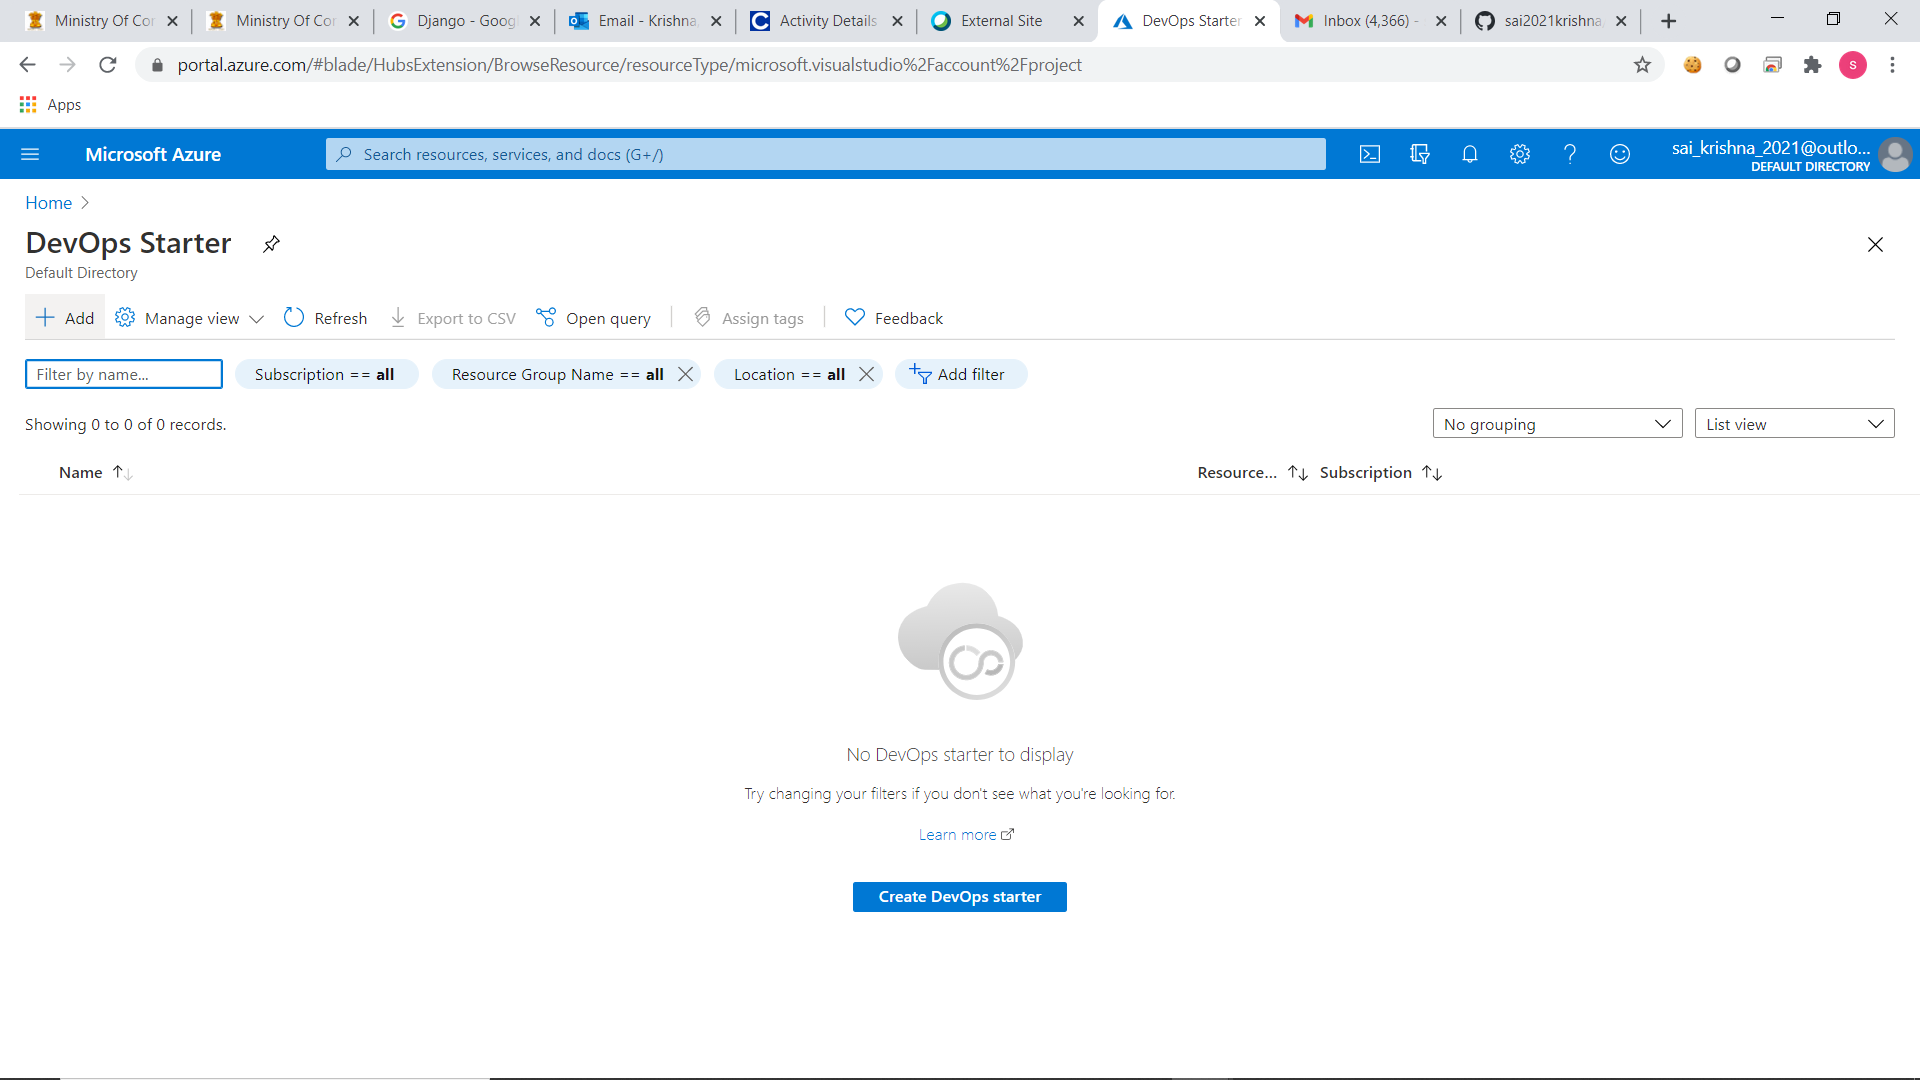 Ministry Of Cor
Ministry Of Cor
Django - Goog
Email - Krishna,
Activity Details
External Site
DevOps Starter
Inbox (4,366) -
sai2021krishna,
portal.azure.com/#blade/HubsExtension/BrowseResource/resourceType/microsoft.visualstudio%2Faccount%2Fproject
s
Apps
Microsoft Azure
Search resources, services, and docs (G+/)
sai_krishna_2021@outlo...
DEFAULT DIRECTORY
Home
DevOps Starter
Default Directory
Add
Manage view
Refresh
Export to CSV
Open query
Assign tags
Feedback
Filter by name...
Subscription == all
Resource Group Name == all
Location == all
Add filter
Showing 0 to 0 of 0 records.
No grouping
List view
Name
Resource...
Subscription
No DevOps starter to display
Try changing your filters if you don't see what you're looking for.
Learn more
Create DevOps starter